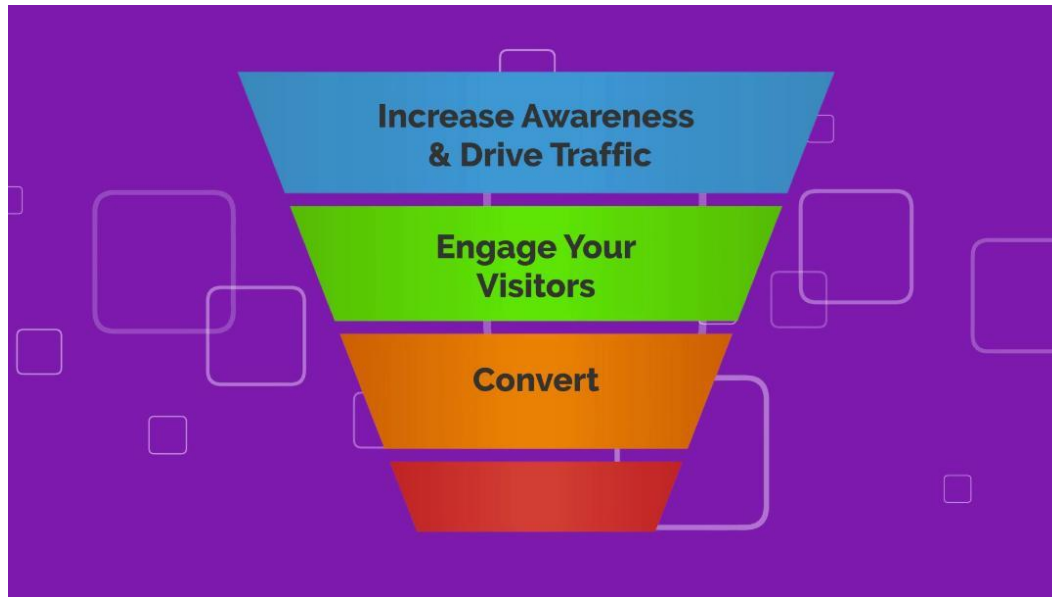 Increase Awareness
& Drive Traffic
Engage Your
Visitors
Convert